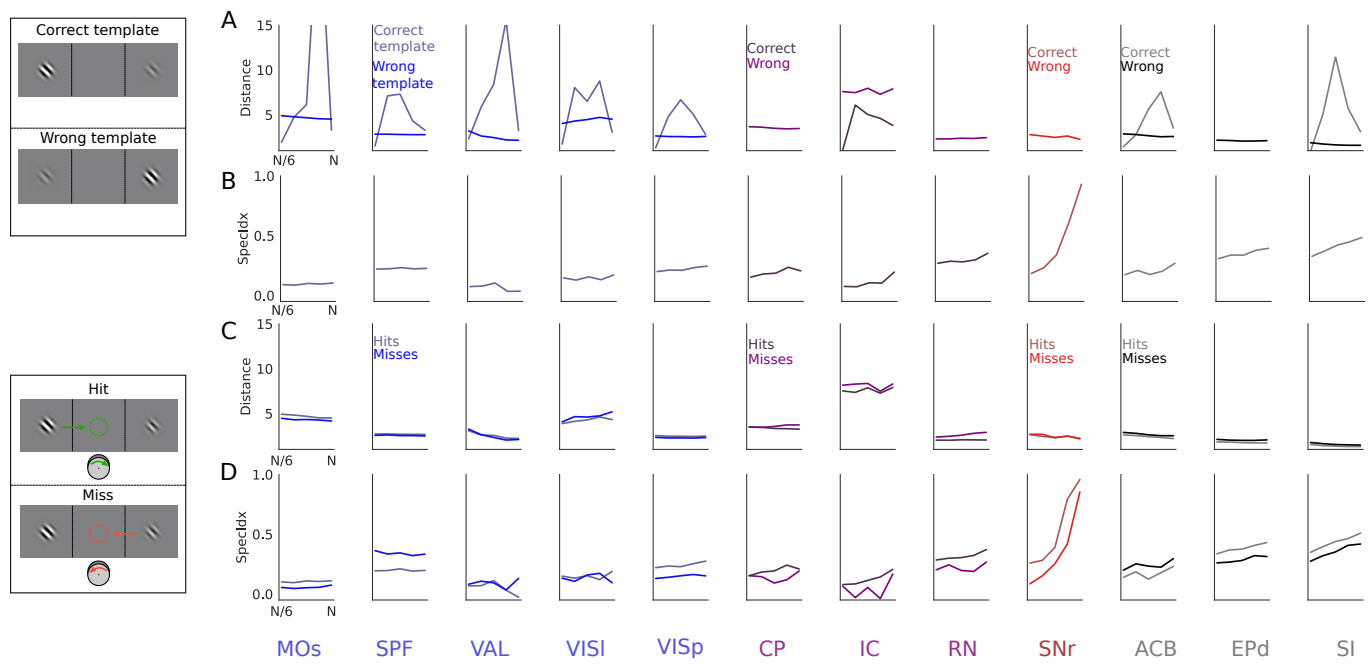 Correct template
Wrong template
Hit
Miss
A
Distance
15
10
5
N/6
N
Correct
template
Wrong
template
Correct
Wrong
Correct
Wrong
Correct
Wrong
B
SpecIdx
1.0
0.5
0.0
N/6
N
C
Distance
15
10
5
N/6
N
Hits
Misses
Hits
Misses
Hits
Misses
Hits
Misses
D
SpecIdx
1.0
0.5
0.0
N/6
N
MOs SPF VAL VISl VISp CP IC RN SNr ACB EPd SI